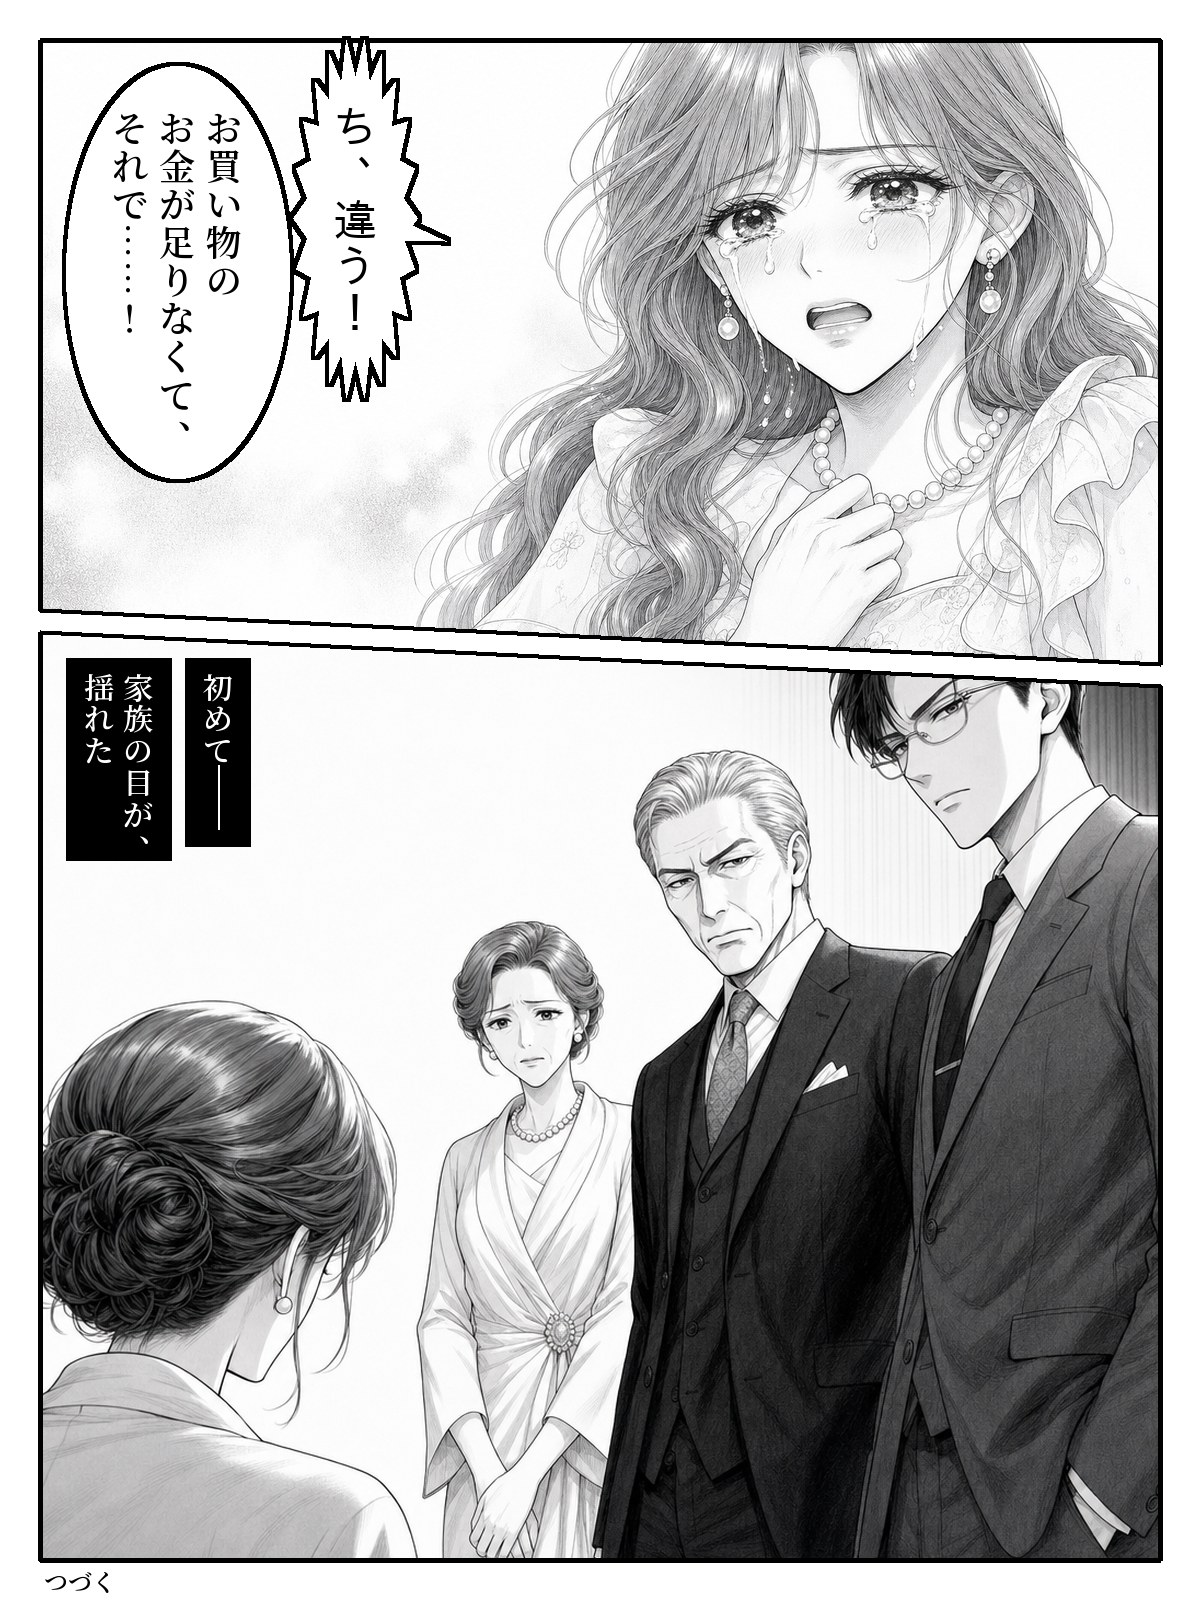 ち、違う！
お買い物の
お金が足りなくて、
それで……！
初めて――
家族の目が、
揺れた
つづく